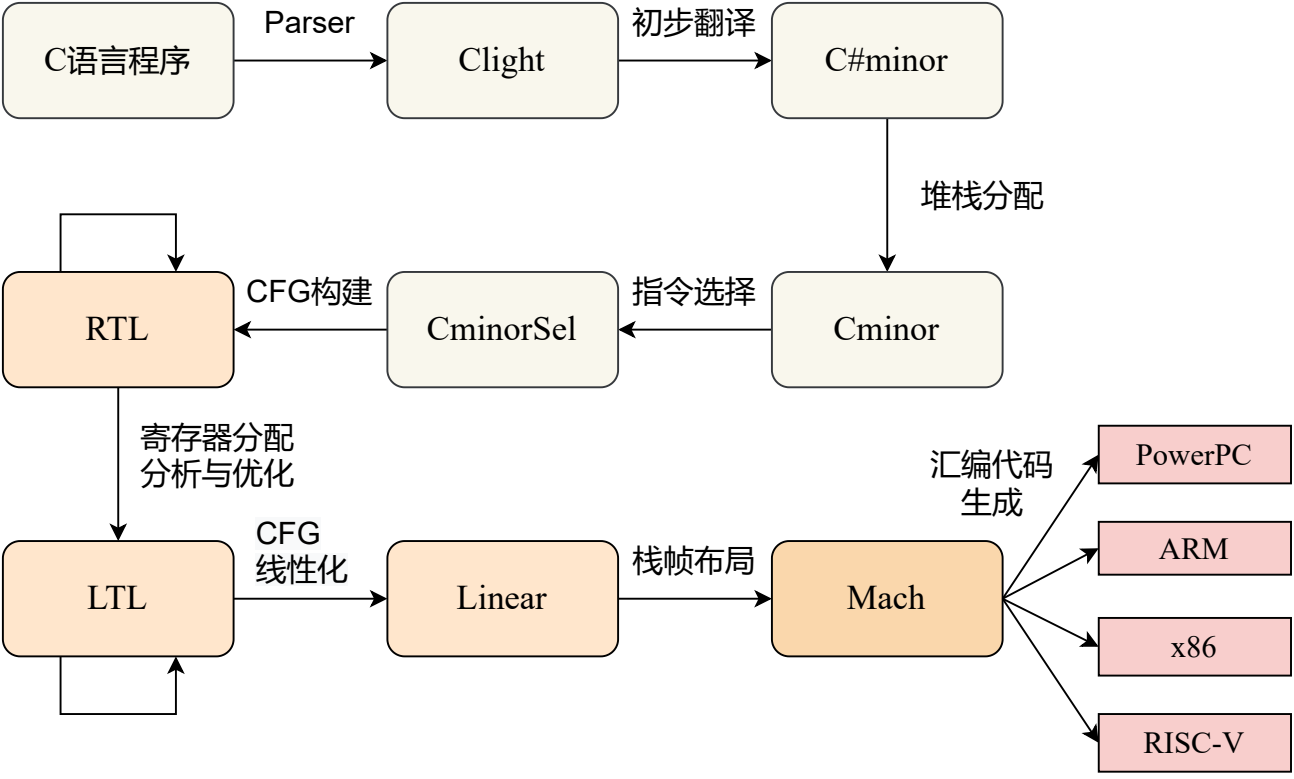 C语言程序
Parser
Clight
初步翻译
C#minor
堆栈分配
Cminor
指令选择
CminorSel
CFG构建
RTL
寄存器分配
分析与优化
LTL
CFG
线性化
Linear
栈帧布局
Mach
汇编代码
生成
PowerPC
ARM
x86
RISC-V